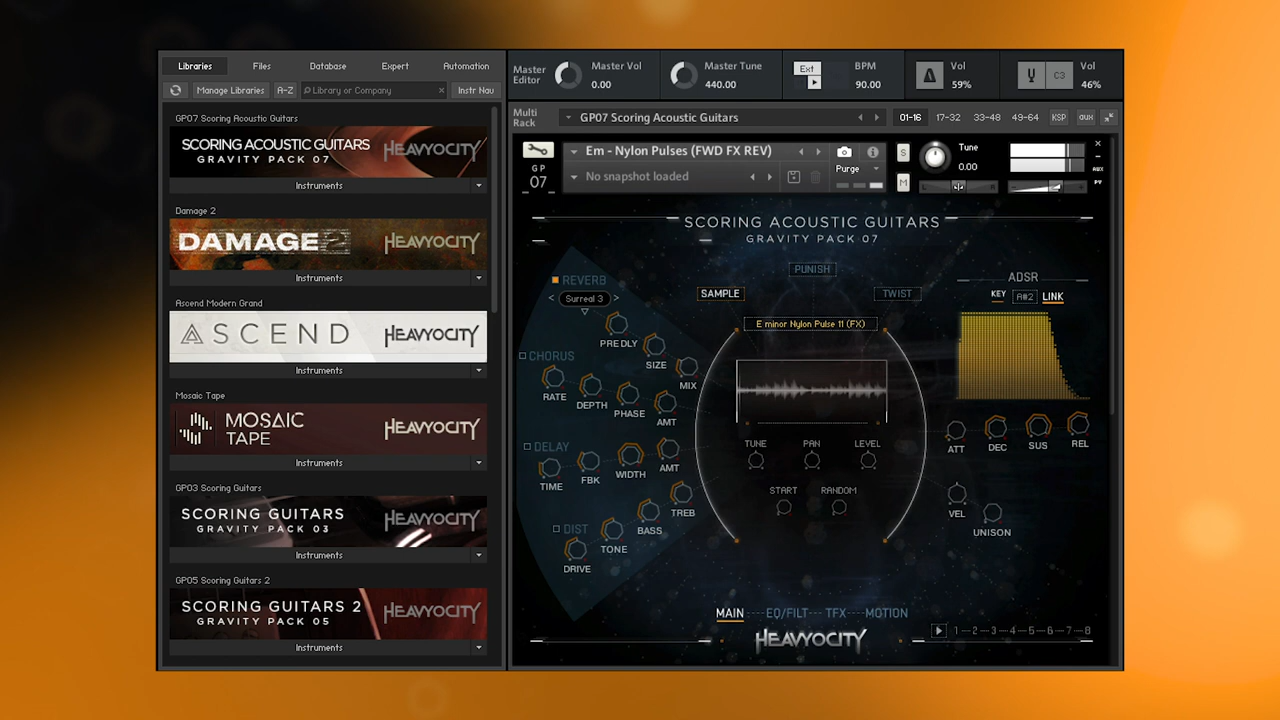 Libraries Files Database Expert Automation
Manage Libraries A-Z Library or Company × Instr Nav
GP07 Scoring Acoustic Guitars
SCORING ACOUSTIC GUITARS
GRAVITY PACK 07
HEAVYOCITY
Instruments
Damage 2
DAMAGE 2
HEAVYOCITY
Instruments
Ascend Modern Grand
ASCEND
HEAVYOCITY
Instruments
Mosaic Tape
MOSAIC
TAPE
HEAVYOCITY
Instruments
GP03 Scoring Guitars
SCORING GUITARS
GRAVITY PACK 03
HEAVYOCITY
Instruments
GP05 Scoring Guitars 2
SCORING GUITARS 2
GRAVITY PACK 05
HEAVYOCITY
Instruments
Master
Editor
Master Vol
0.00
Master Tune
440.00
Ext
BPM
90.00
Vol
59%
C3
Vol
46%
Multi
Rack
GP07 Scoring Acoustic Guitars
01-16 17-32 33-48 49-64 KSP AUX
GP
07
Em - Nylon Pulses (FWD FX REV)
No snapshot loaded
Purge
S
M
Tune
0.00
L R
AUX
PV
SCORING ACOUSTIC GUITARS
GRAVITY PACK 07
REVERB
< Surreal 3 >
PRE DLY
SIZE
MIX
CHORUS
RATE
DEPTH
PHASE
AMT
DELAY
TIME
FBK
WIDTH
AMT
DIST
DRIVE
TONE
BASS
TREB
PUNISH
SAMPLE
TWIST
E minor Nylon Pulse 11 (FX)
TUNE PAN LEVEL
START RANDOM
ADSR
KEY A#2 LINK
ATT DEC SUS REL
VEL
UNISON
MAIN EQ/FILT TFX MOTION
HEAVYOCITY
1 - 2 - 3 - 4 - 5 - 6 - 7 - 8